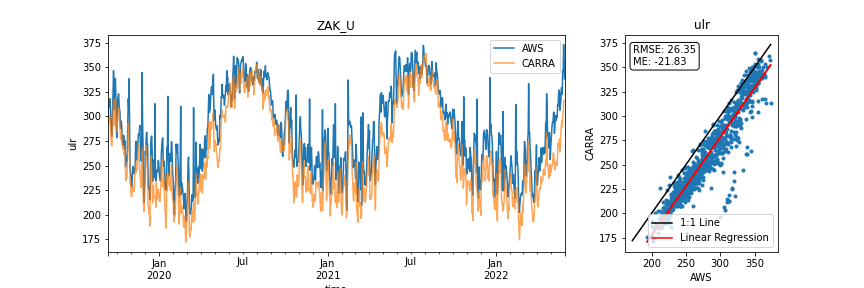 ZAK_U
ulr
375
350
325
300
275
250
225
200
175
ulr
AWS
CARRA
Jan
2020
Jul
Jan
2021
Jul
Jan
2022
time
375
350
325
300
275
250
225
200
175
CARRA
RMSE: 26.35
ME: -21.83
1:1 Line
Linear Regression
200
250
300
350
AWS